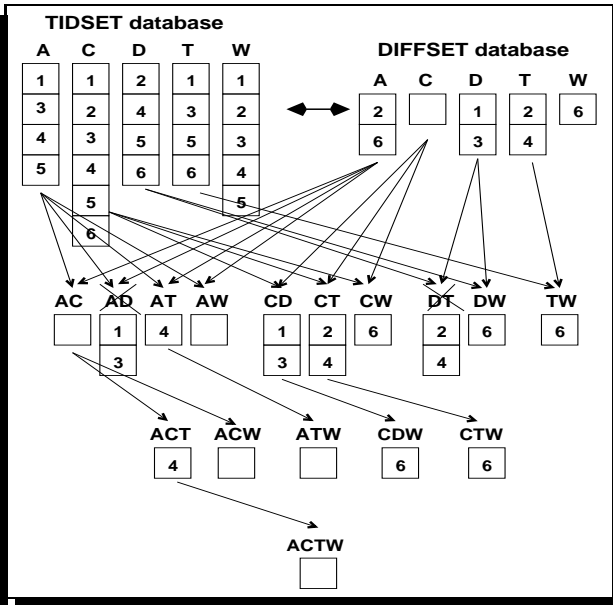 TIDSET database
DIFFSET database
A C D T W
A C D T W
1 1 2 1 1
2 1 2 6
3 2 4 3 2
6 3 4
4 3 5 5 3
5 4 6 6 4
5 5
6
AC AD AT AW CD CT CW DT DW TW
1 4 1 2 6 2 6 6
3 3 4 4
ACT ACW ATW CDW CTW
4 6 6
ACTW